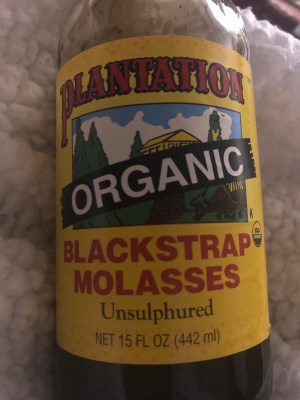 PLANTATION
ORGANIC
K
BLACKSTRAP
MOLASSES
Unsulphured
NET 15 FL OZ (442 ml)